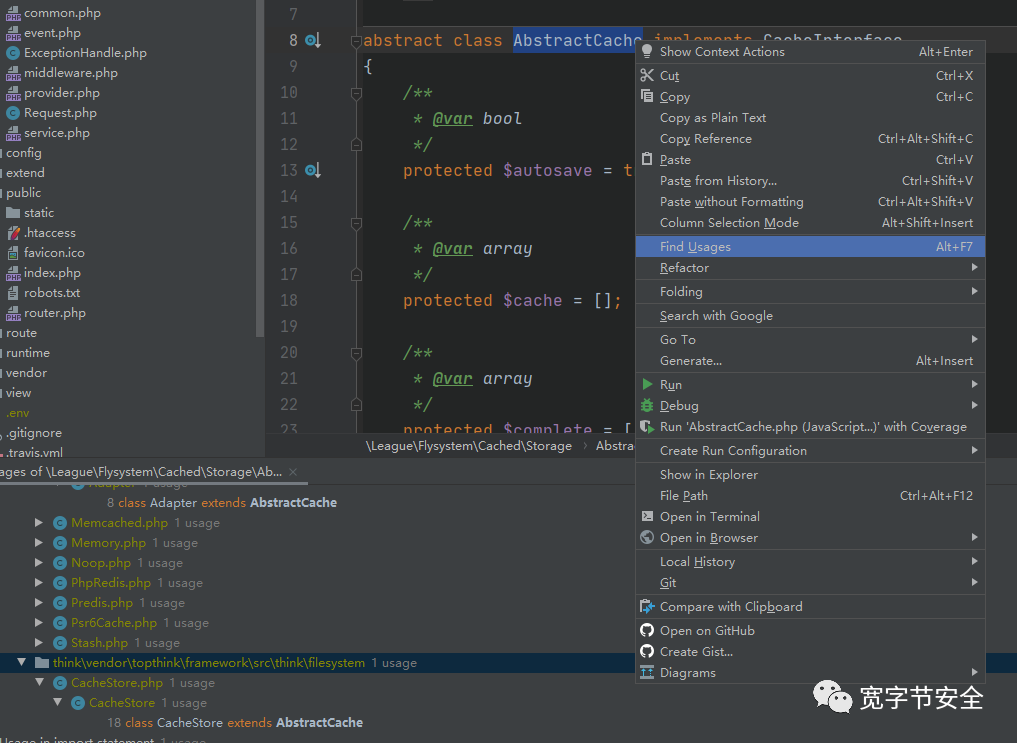 common.php
event.php
ExceptionHandle.php
middleware.php
provider.php
Request.php
service.php
config
extend
public
static
.htaccess
favicon.ico
index.php
robots.txt
router.php
route
runtime
vendor
view
.env
.gitignore
.travis.yml
7
8 abstract class AbstractCache implements CacheInterface
9 {
10 /**
11 * @var bool
12 */
13 protected $autosave = t
14
15 /**
16 * @var array
17 */
18 protected $cache = [];
19
20 /**
21 * @var array
22 */
23 protected $complete = [
\League\Flysystem\Cached\Storage › Abstra
Show Context Actions Alt+Enter
Cut Ctrl+X
Copy Ctrl+C
Copy as Plain Text
Copy Reference Ctrl+Alt+Shift+C
Paste Ctrl+V
Paste from History... Ctrl+Shift+V
Paste without Formatting Ctrl+Alt+Shift+V
Column Selection Mode Alt+Shift+Insert
Find Usages Alt+F7
Refactor
Folding
Search with Google
Go To
Generate... Alt+Insert
Run
Debug
Run 'AbstractCache.php (JavaScript...)' with Coverage
Create Run Configuration
Show in Explorer
File Path Ctrl+Alt+F12
Open in Terminal
Open in Browser
Local History
Git
Compare with Clipboard
Open on GitHub
Create Gist...
Diagrams
ages of \League\Flysystem\Cached\Storage\Ab... ×
Adapter 1 usage
8 class Adapter extends AbstractCache
Memcached.php 1 usage
Memory.php 1 usage
Noop.php 1 usage
PhpRedis.php 1 usage
Predis.php 1 usage
Psr6Cache.php 1 usage
Stash.php 1 usage
think\vendor\topthink\framework\src\think\filesystem 1 usage
CacheStore.php 1 usage
CacheStore 1 usage
18 class CacheStore extends AbstractCache
Usage in import statement 1 usage
宽字节安全